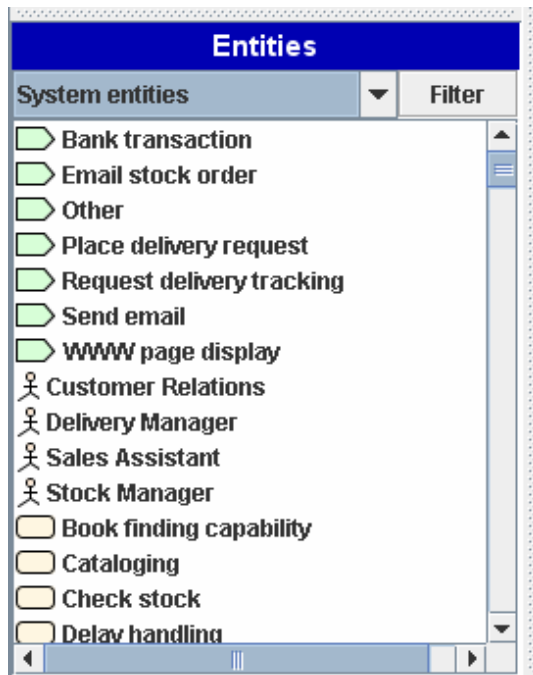 Entities
System entities Filter
Bank transaction
Email stock order
Other
Place delivery request
Request delivery tracking
Send email
WWW page display
Customer Relations
Delivery Manager
Sales Assistant
Stock Manager
Book finding capability
Cataloging
Check stock
Delay handling